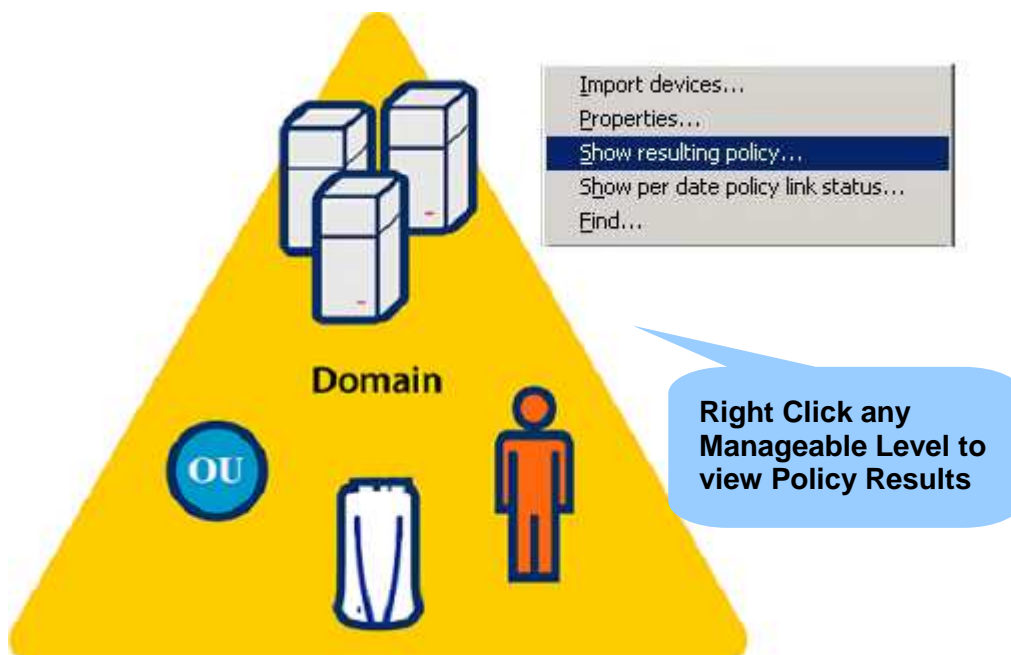 Import devices...
Properties...
Show resulting policy...
Show per date policy link status...
Find...
Domain
OU
Right Click any
Manageable Level to
view Policy Results